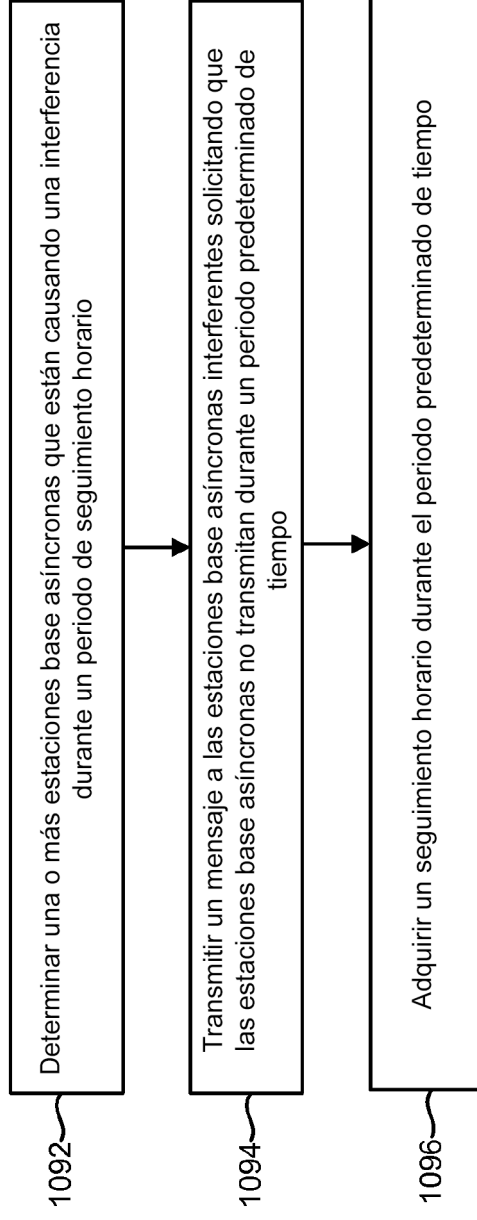 1092
Determinar una o más estaciones base asíncronas que están causando una interferencia
durante un periodo de seguimiento horario
1094
Transmitir un mensaje a las estaciones base asíncronas interferentes solicitando que
las estaciones base asíncronas no transmitan durante un periodo predeterminado de
tiempo
1096
Adquirir un seguimiento horario durante el periodo predeterminado de tiempo